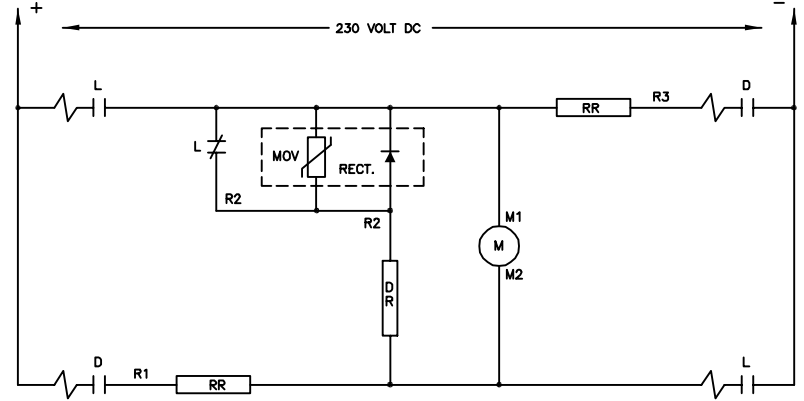 +
−
230 VOLT DC
L
D
RR
R3
L
MOV
RECT.
R2
R2
M1
M
M2
D
R
D
R1
RR
L